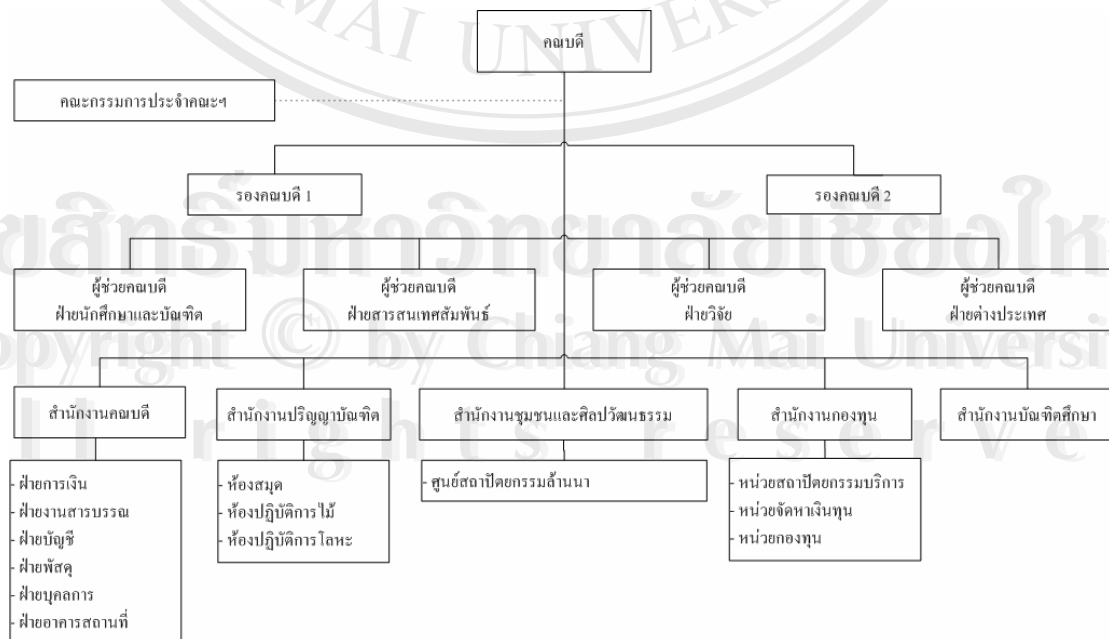 MAI UNIVER
คณบดี
คณะกรรมการประจำคณะฯ
รองคณบดี 1
รองคณบดี 2
ขสิทธิ์มหาวิทยาลัยเชียงให
ผู้ช่วยคณบดี
ฝ่ายนักศึกษาและบัณฑิต
ผู้ช่วยคณบดี
ฝ่ายสารสนเทศสัมพันธ์
ผู้ช่วยคณบดี
ฝ่ายวิจัย
ผู้ช่วยคณบดี
ฝ่ายต่างประเทศ
opyright © by Chiang Mai Universi
สำนักงานคณบดี
สำนักงานปริญญาบัณฑิต
สำนักงานชุมชนและศิลปวัฒนธรรม
สำนักงานกองทุน
สำนักงานบัณฑิตศึกษา
l l r i g h t s r e s e r v e
- ฝ่ายการเงิน
- ฝ่ายงานสารบรรณ
- ฝ่ายบัญชี
- ฝ่ายพัสดุ
- ฝ่ายบุคลการ
- ฝ่ายอาคารสถานที่
- ห้องสมุด
- ห้องปฏิบัติการไม้
- ห้องปฏิบัติการโลหะ
- ศูนย์สถาปัตยกรรมล้านนา
- หน่วยสถาปัตยกรรมบริการ
- หน่วยจัดหาเงินทุน
- หน่วยกองทุน